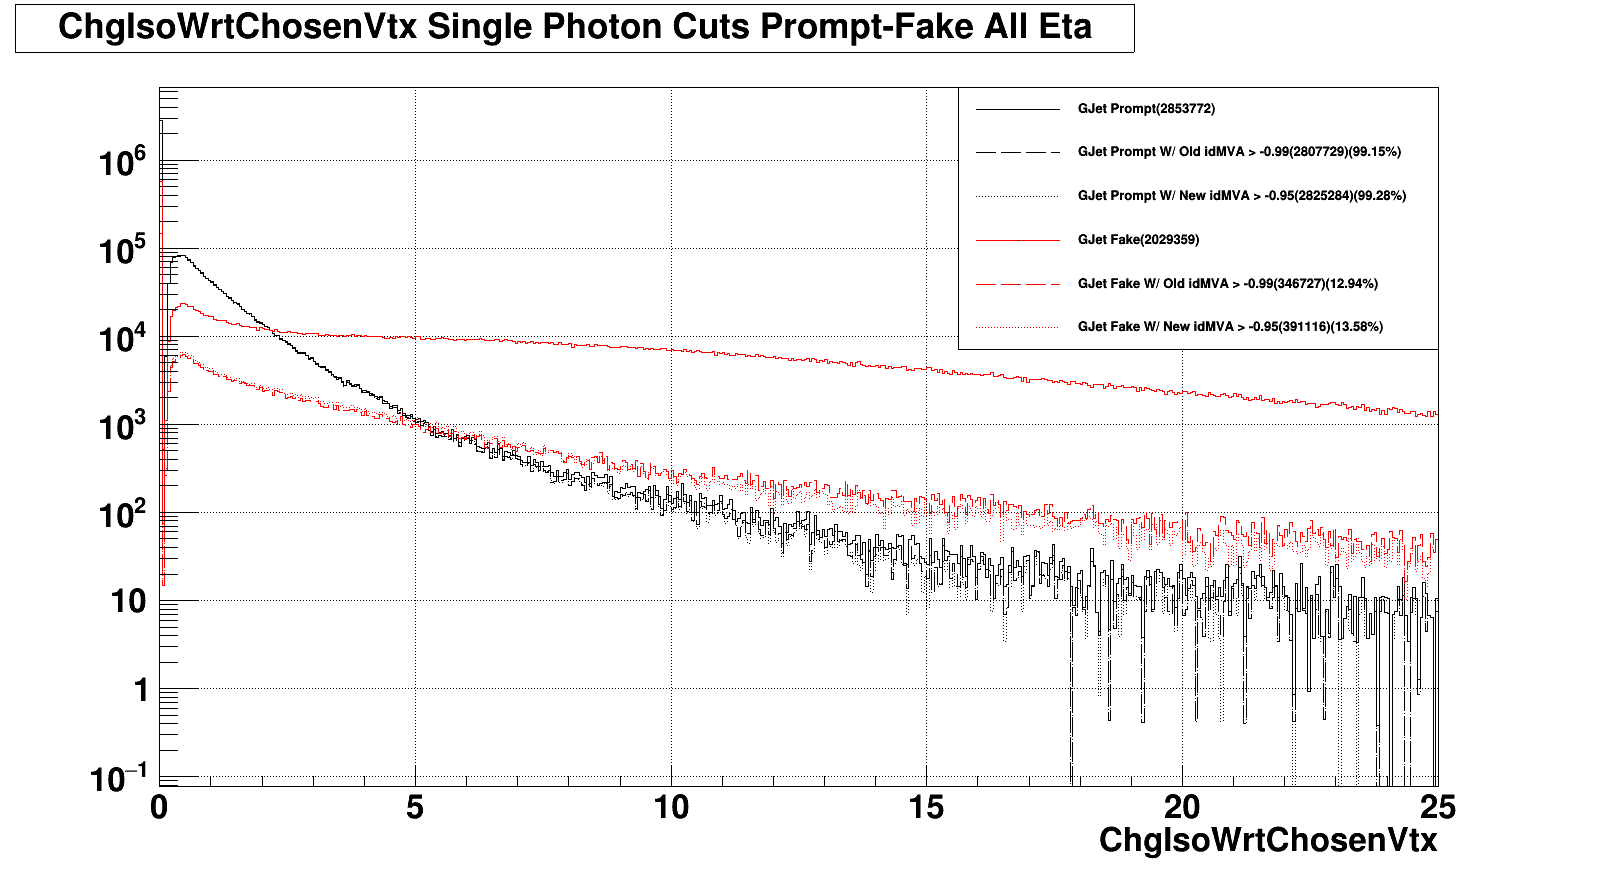 ChgIsoWrtChosenVtx Single Photon Cuts Prompt-Fake All Eta
GJet Prompt(2853772)
GJet Prompt W/ Old idMVA > -0.99(2807729)(99.15%)
GJet Prompt W/ New idMVA > -0.95(2825284)(99.28%)
GJet Fake(2029359)
GJet Fake W/ Old idMVA > -0.99(346727)(12.94%)
GJet Fake W/ New idMVA > -0.95(391116)(13.58%)
10^6
10^5
10^4
10^3
10^2
10
1
10^−1
0 5 10 15 20 25
ChgIsoWrtChosenVtx